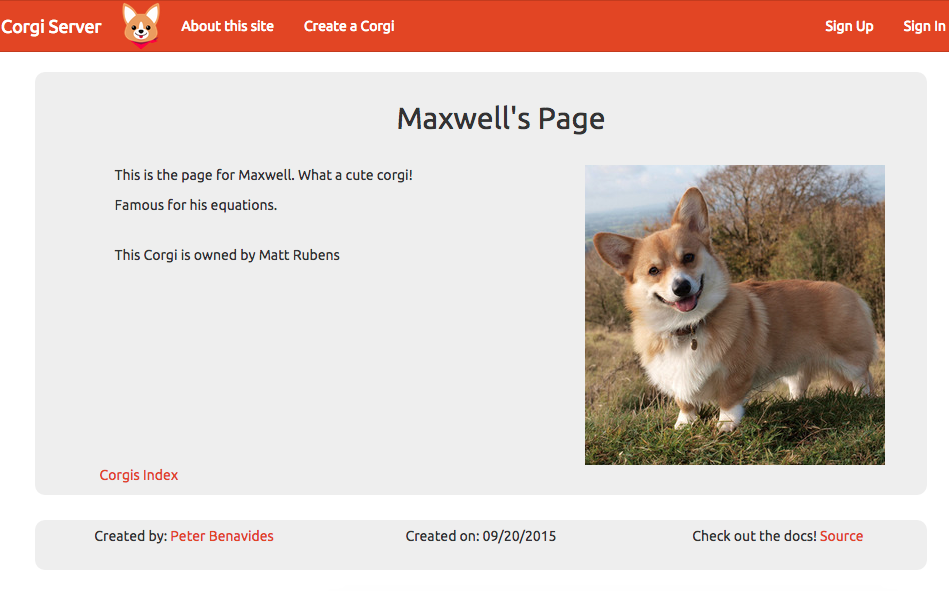 Corgi Server About this site Create a Corgi Sign Up Sign In
Maxwell's Page
This is the page for Maxwell. What a cute corgi!
Famous for his equations.
This Corgi is owned by Matt Rubens
Corgis Index
Created by: Peter Benavides Created on: 09/20/2015 Check out the docs! Source